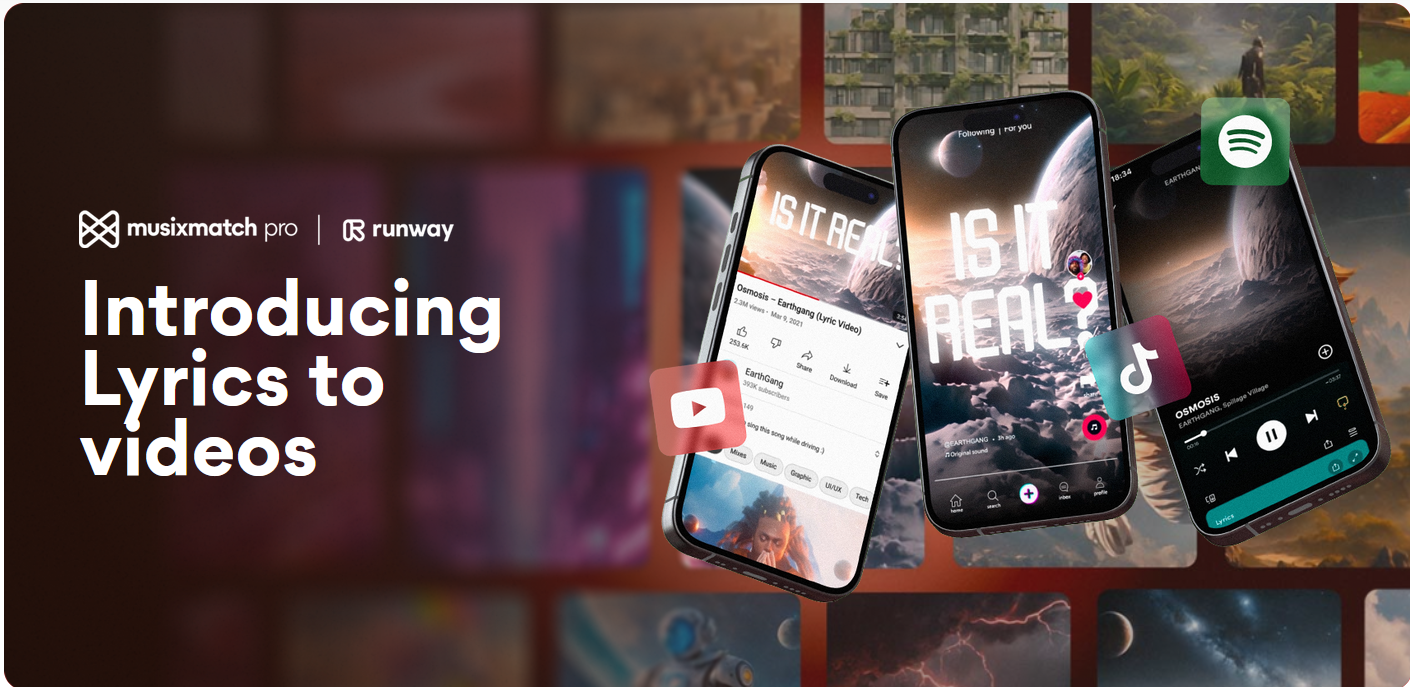 musixmatch pro | runway
Introducing
Lyrics to
videos
IS IT REAL?
Osmosis – Earthgang (Lyric Video)
2.3M views · Mar 9, 2021
253.6K
Share
Download
Save
EarthGang
393K subscribers
149
sing this song while driving :)
Mixes
Music
Graphic
UI/UX
Tech
Following | For you
IS IT
REAL?
@EARTHGANG · 3h ago
Original sound
home
search
inbox
profile
18:34
EARTHGAN
OSMOSIS
EARTHGANG, Spillage Village
Lyrics